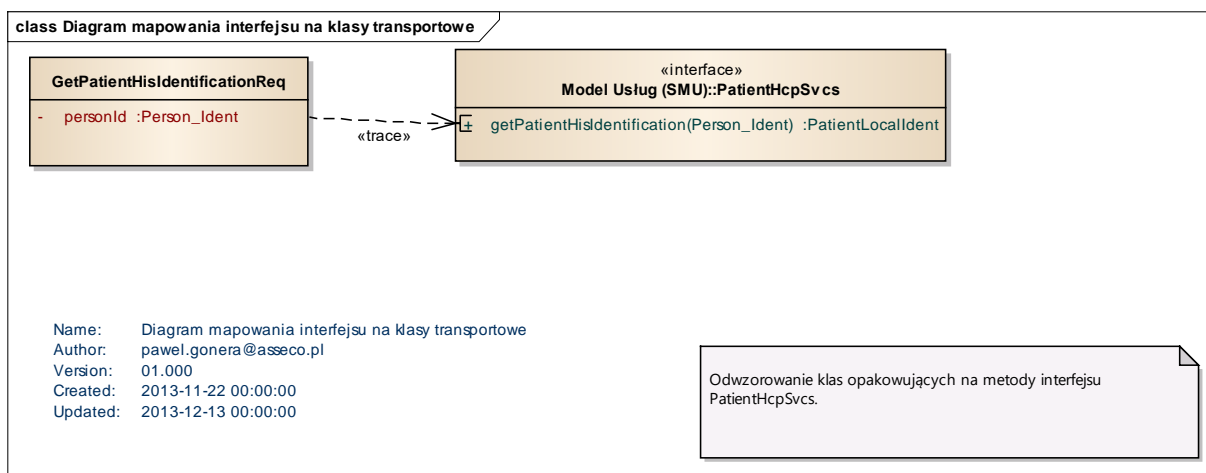 class Diagram mapowania interfejsu na klasy transportowe
GetPatientHisIdentificationReq
- personId :Person_Ident
«trace»
«interface»
Model Usług (SMU)::PatientHcpSvcs
+ getPatientHisIdentification(Person_Ident) :PatientLocalIdent
Name: Diagram mapowania interfejsu na klasy transportowe
Author: pawel.gonera@asseco.pl
Version: 01.000
Created: 2013-11-22 00:00:00
Updated: 2013-12-13 00:00:00
Odwzorowanie klas opakowujących na metody interfejsu
PatientHcpSvcs.